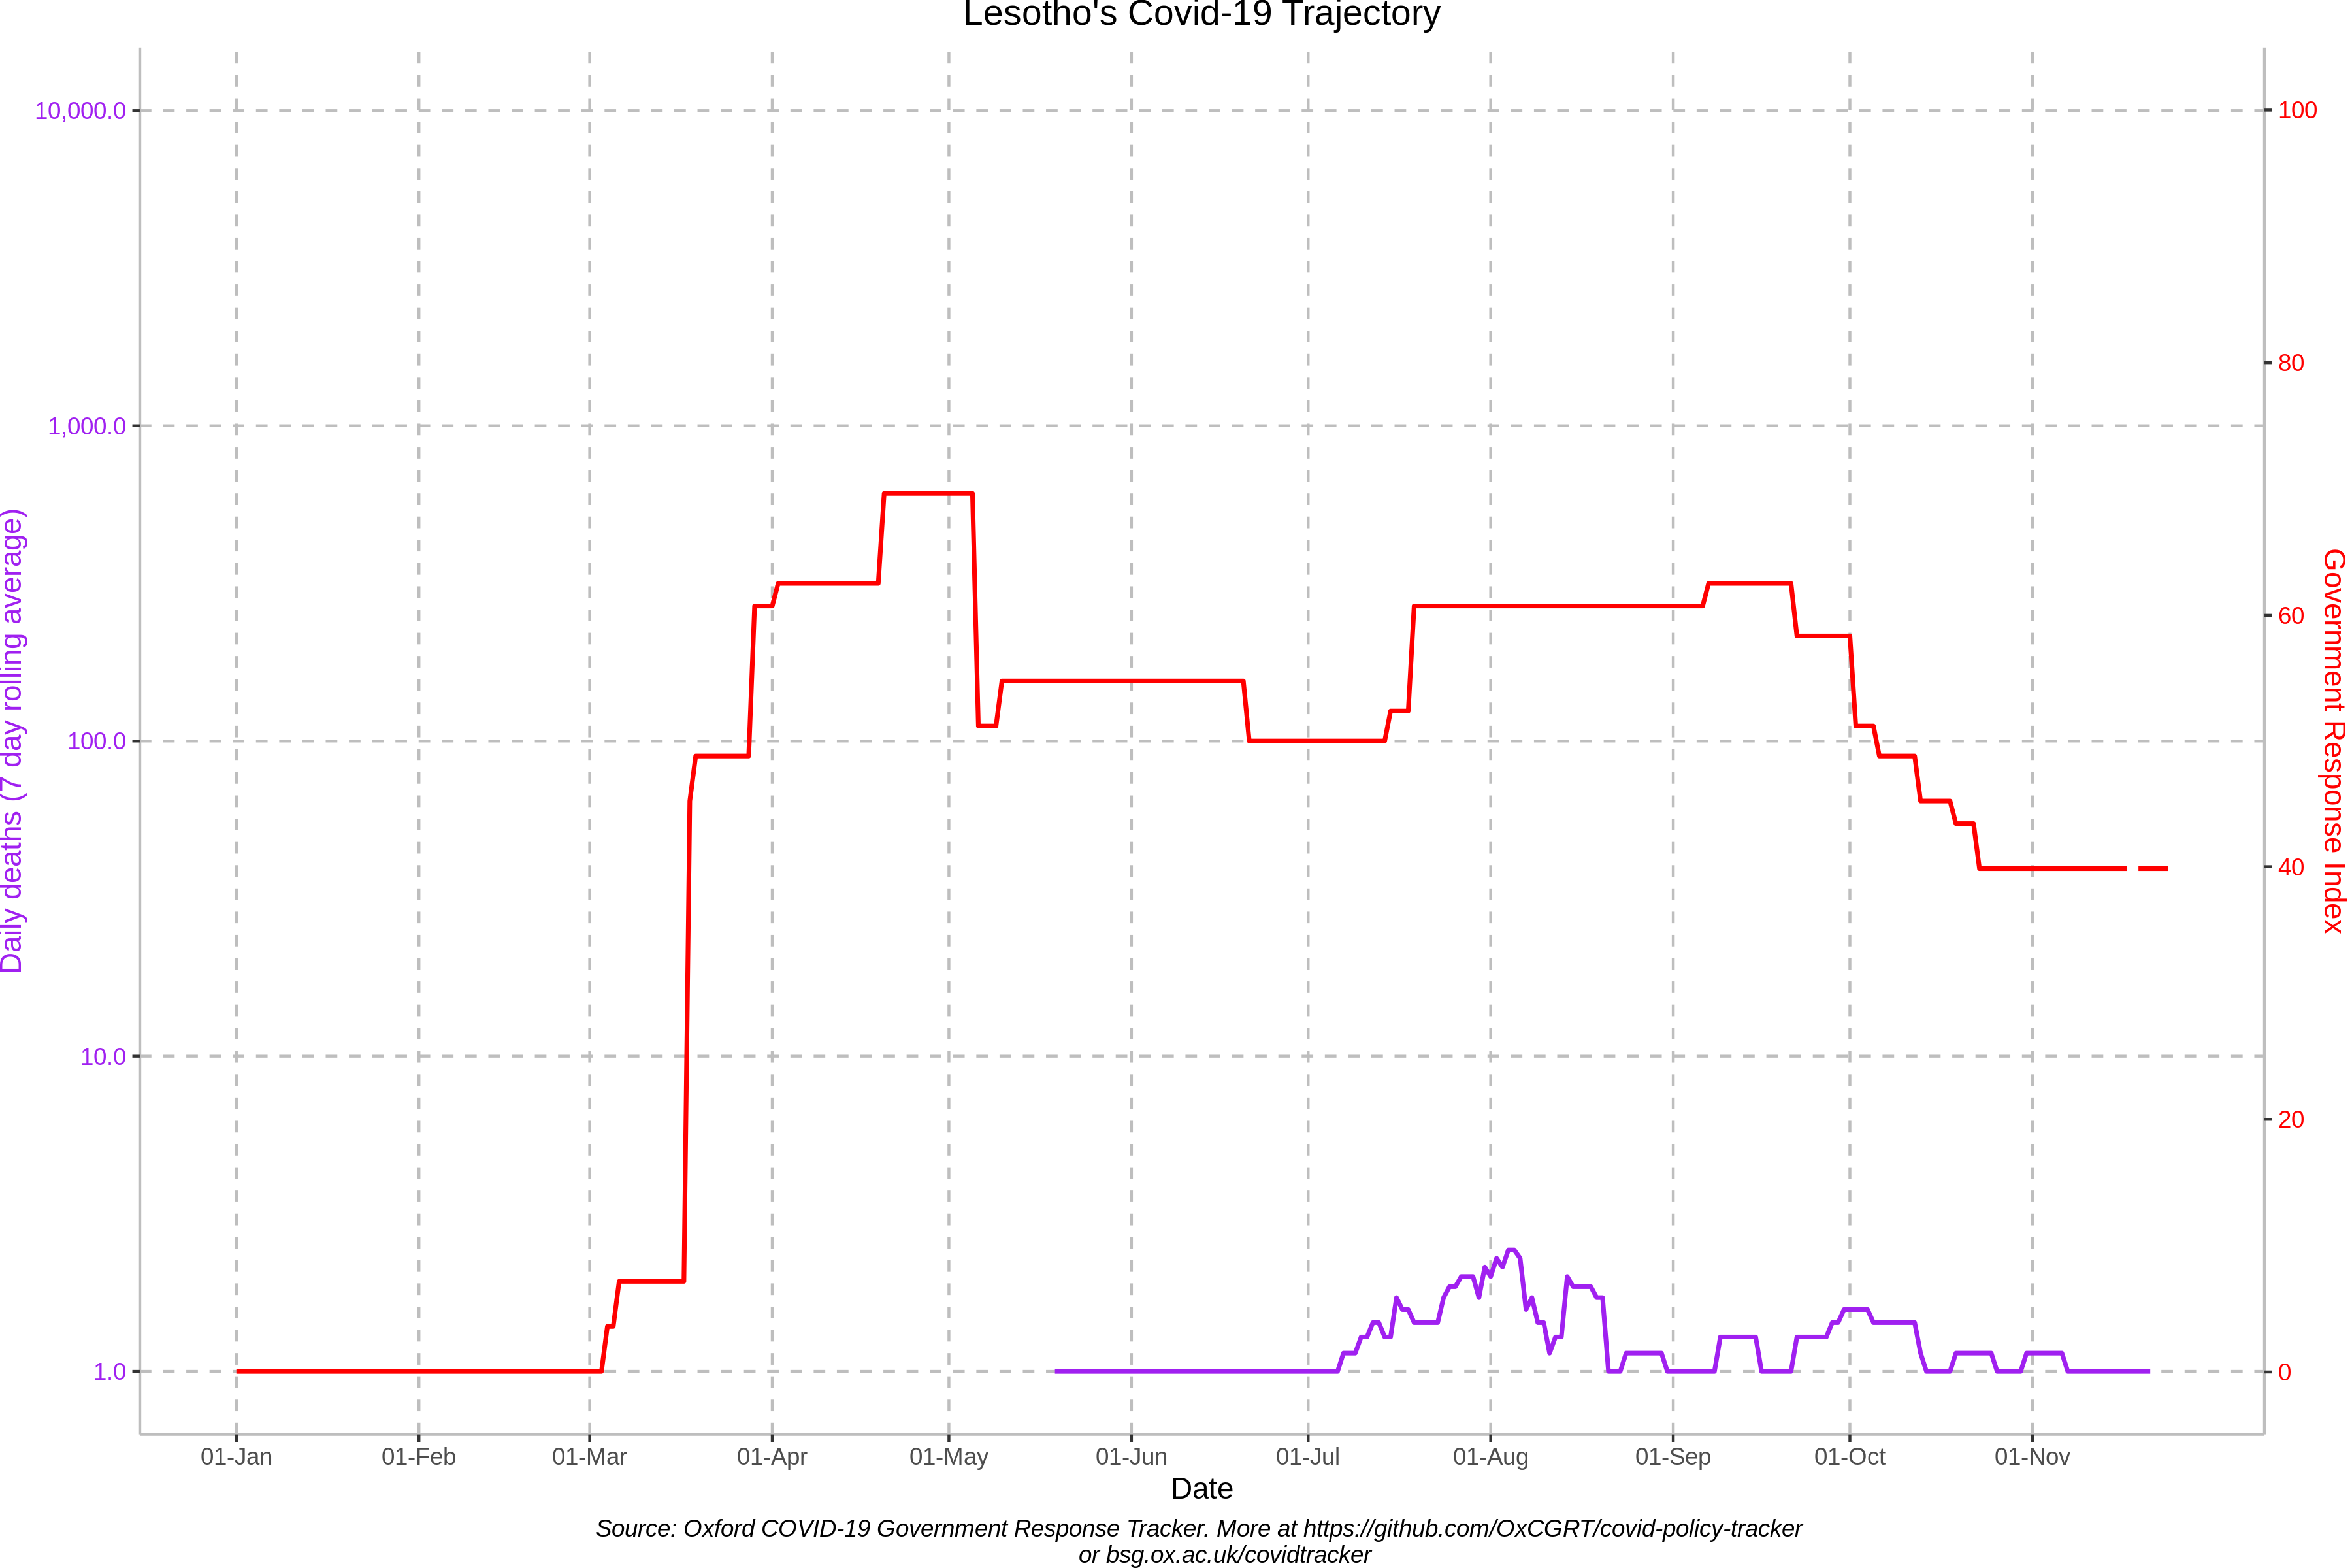 Lesotho's Covid-19 Trajectory
10,000.0
1,000.0
100.0
10.0
1.0
Daily deaths (7 day rolling average)
100
80
60
40
20
0
Government Response Index
01-Jan 01-Feb 01-Mar 01-Apr 01-May 01-Jun 01-Jul 01-Aug 01-Sep 01-Oct 01-Nov
Date
Source: Oxford COVID-19 Government Response Tracker. More at https://github.com/OxCGRT/covid-policy-tracker
or bsg.ox.ac.uk/covidtracker